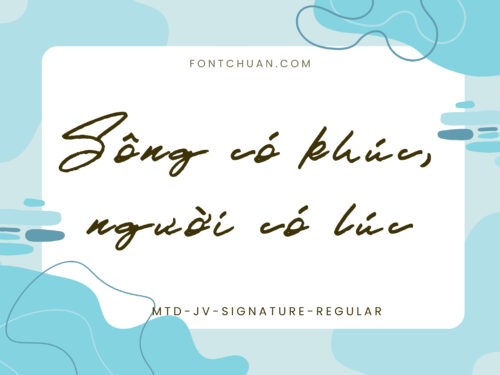 FONTCHUAN.COM
Sông có khúc,
người có lúc
MTD-JV-SIGNATURE-REGULAR